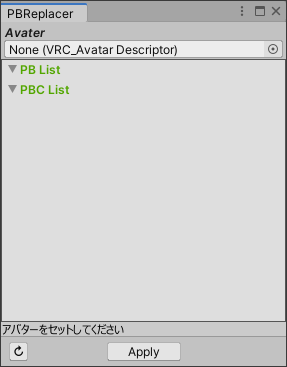 PBReplacer
Avater
None (VRC_Avatar Descriptor)
PB List
PBC List
アバターをセットしてください
Apply